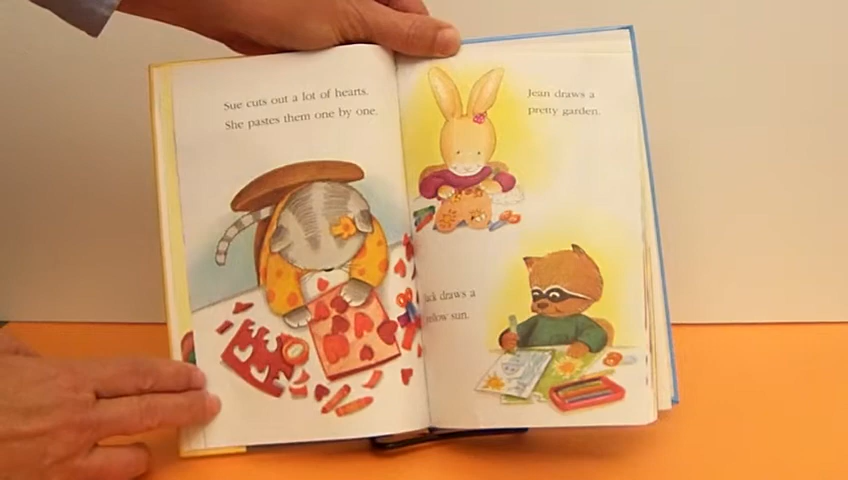 Sue cuts out a lot of hearts.
She pastes them one by one.
Jean draws a
pretty garden.
draws a
sun.